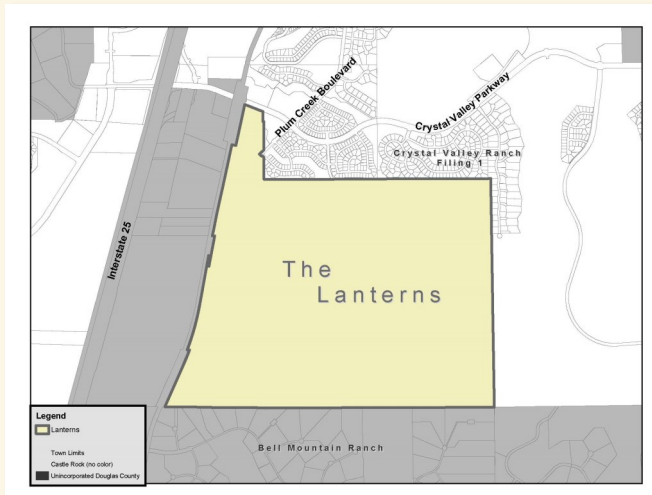 Plum Creek Boulevard
Crystal Valley Parkway
Crystal Valley Ranch
Filing 1
Interstate 25
The
Lanterns
Legend
Lanterns
Town Limits
Castle Rock (no color)
Unincorporated Douglas County
Bell Mountain Ranch